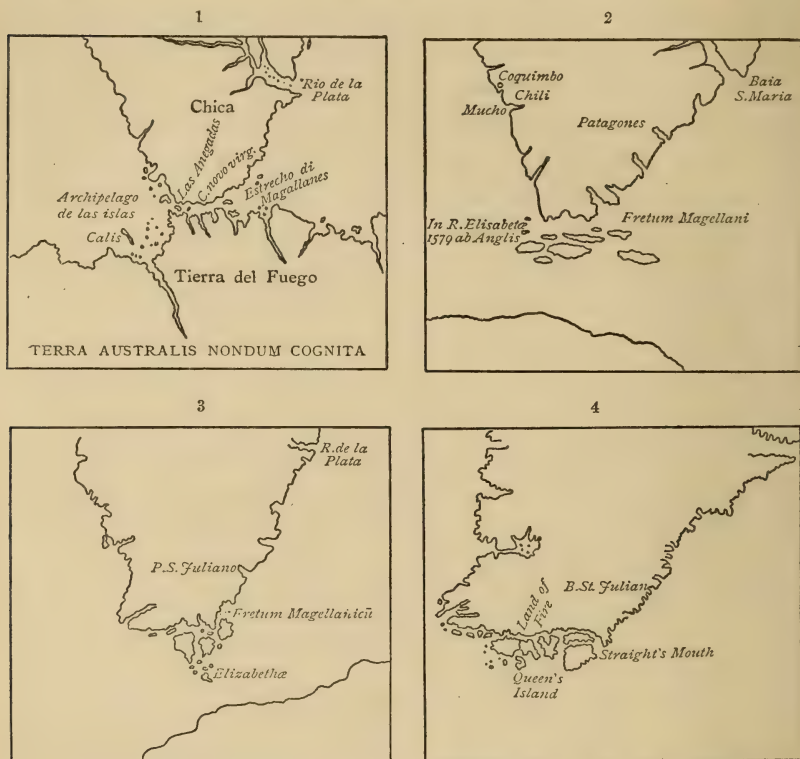 1
Rio de la
Plata
Chica
Las Anegadas
C. novo virg.
Estrecho di
Magallanes
Archipelago
de las islas
Calis
Tierra del Fuego
TERRA AUSTRALIS NONDUM COGNITA
2
Coquimbo
Chili
Mucho
Baia
S. Maria
Patagones
In R. Elisabeta
1579 ab Anglis
Fretum Magellani
3
R. de la
Plata
P. S. Juliano
Fretum Magellanicū
Elizabethæ
4
Land of
Fire
B. St. Julian
Straight's Mouth
Queen's
Island